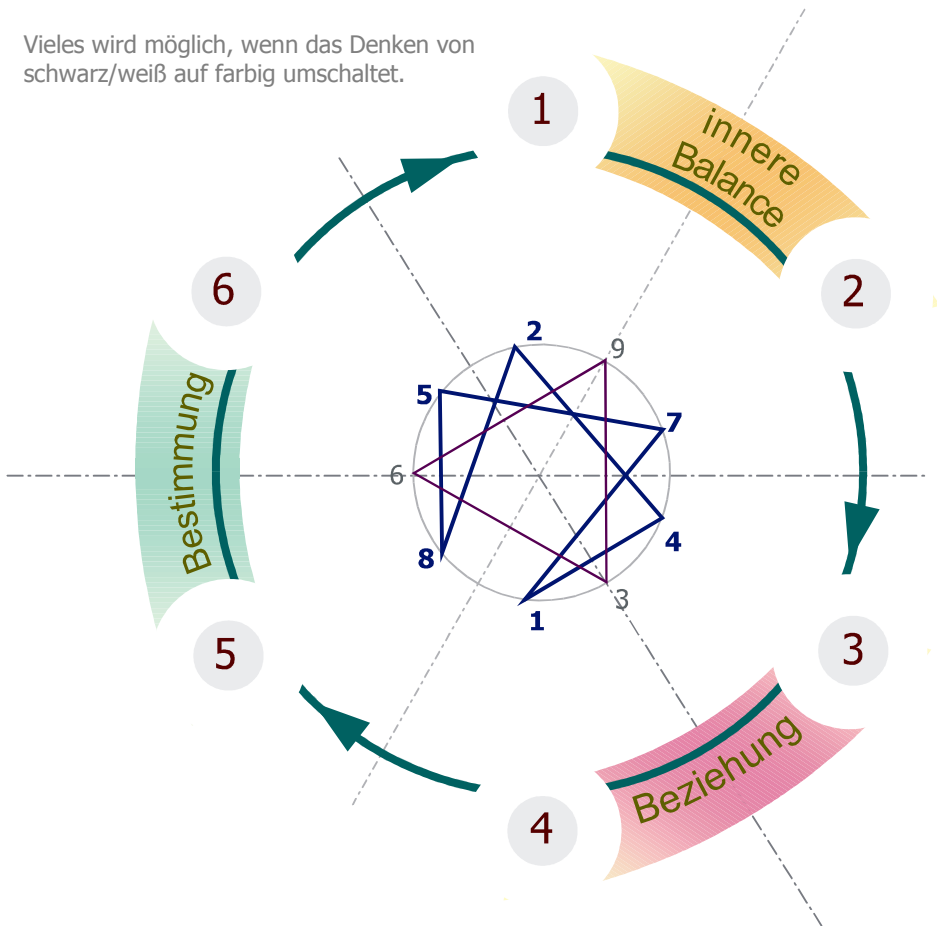 Vieles wird möglich, wenn das Denken von
schwarz/weiß auf farbig umschaltet.
1
innere
Balance
2
3
Beziehung
4
5
Bestimmung
6
9
7
4
3
1
8
6
5
2